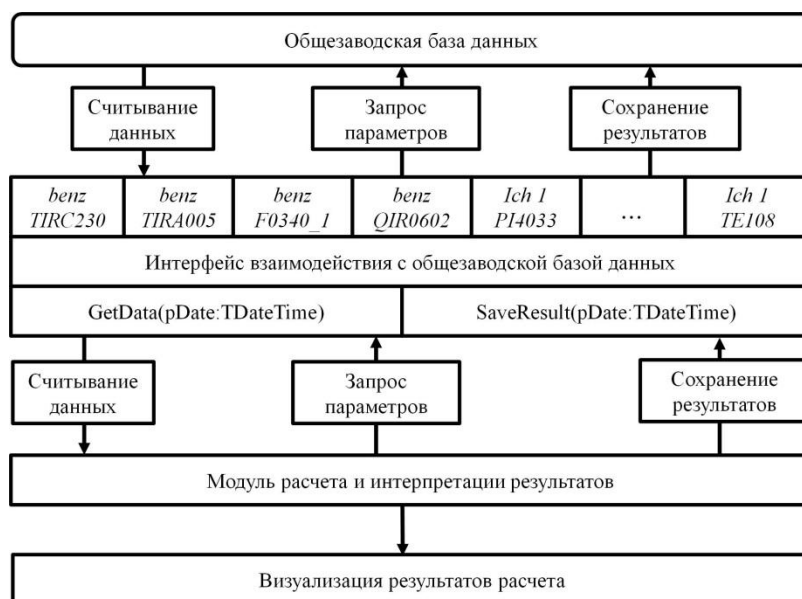 Общезаводская база данных
Считывание
данных
Запрос
параметров
Сохранение
результатов
benz
TIRC230
benz
TIRA005
benz
F0340_1
benz
QIR0602
Ich 1
PI4033
...
Ich 1
TE108
Интерфейс взаимодействия с общезаводской базой данных
GetData(pDate:TDateTime)
SaveResult(pDate:TDateTime)
Считывание
данных
Запрос
параметров
Сохранение
результатов
Модуль расчета и интерпретации результатов
Визуализация результатов расчета